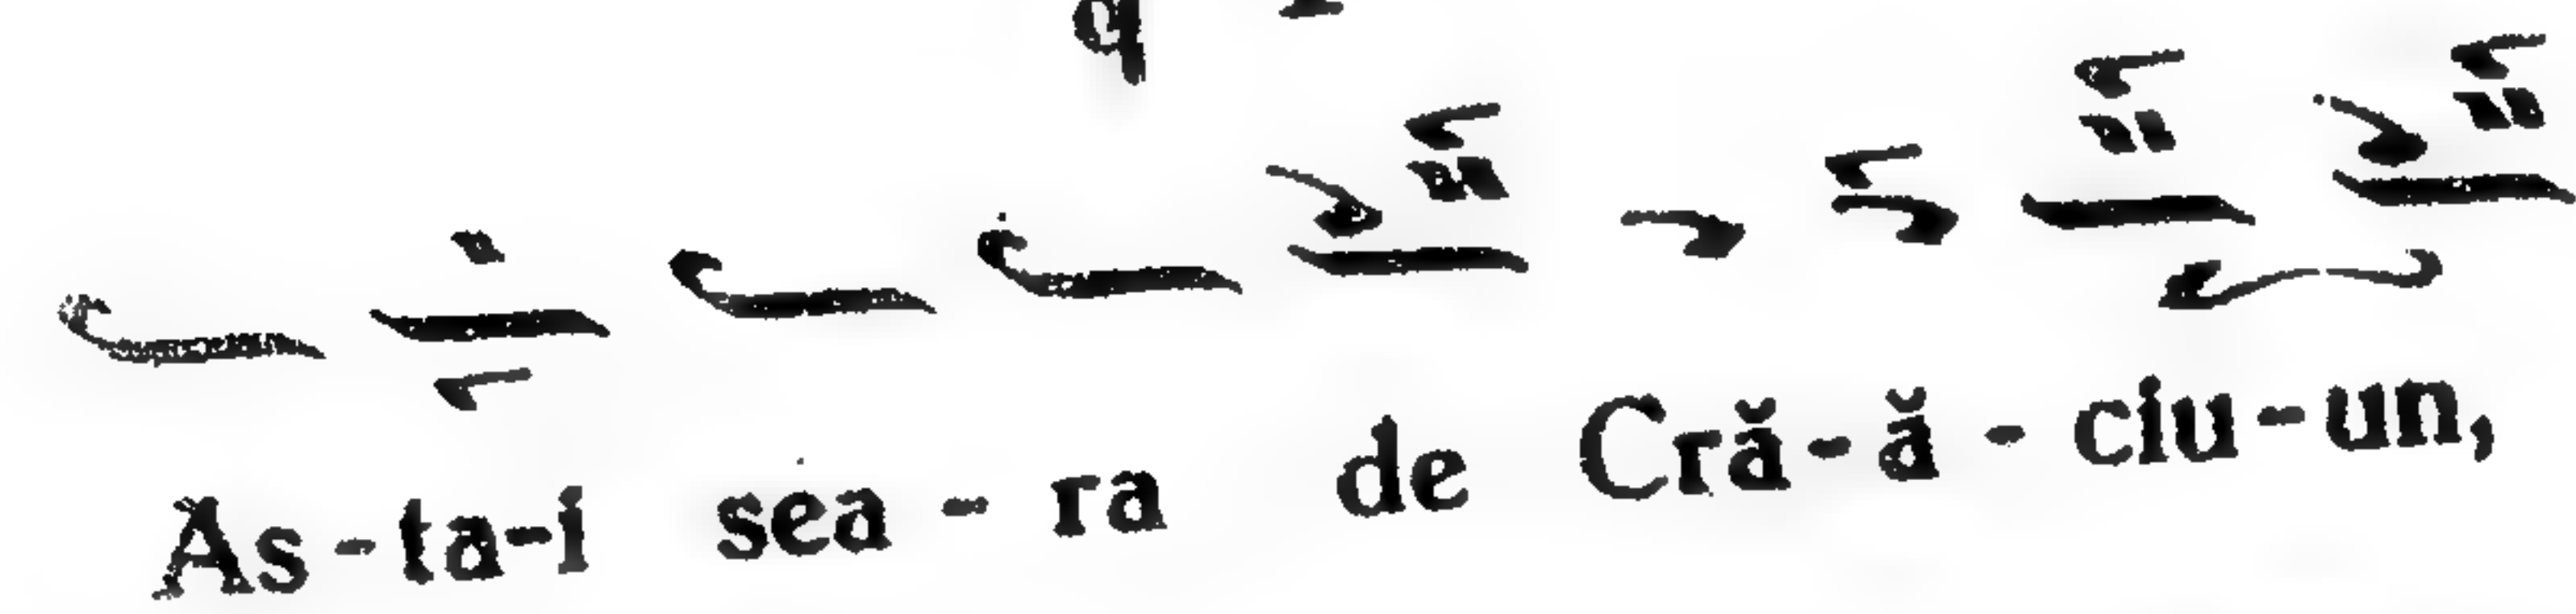 As-ta-i sea-ra de Cră-ă-ciu-un,